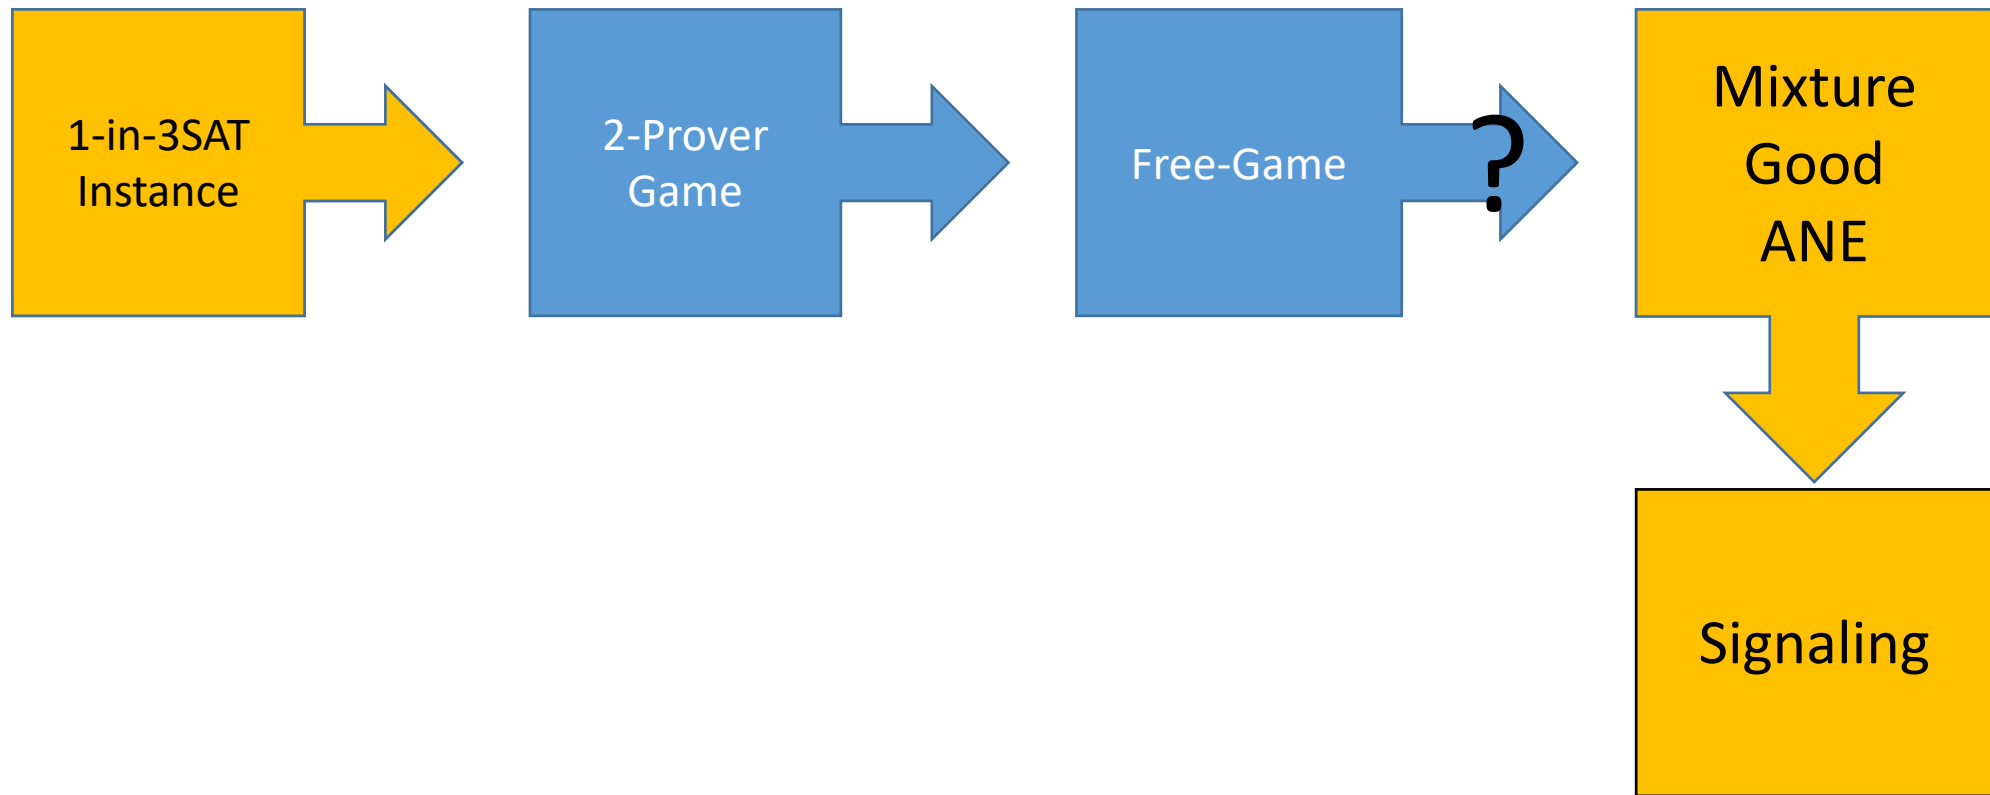 1-in-3SAT
Instance
2-Prover
Game
Free-Game
?
Mixture
Good
ANE
Signaling